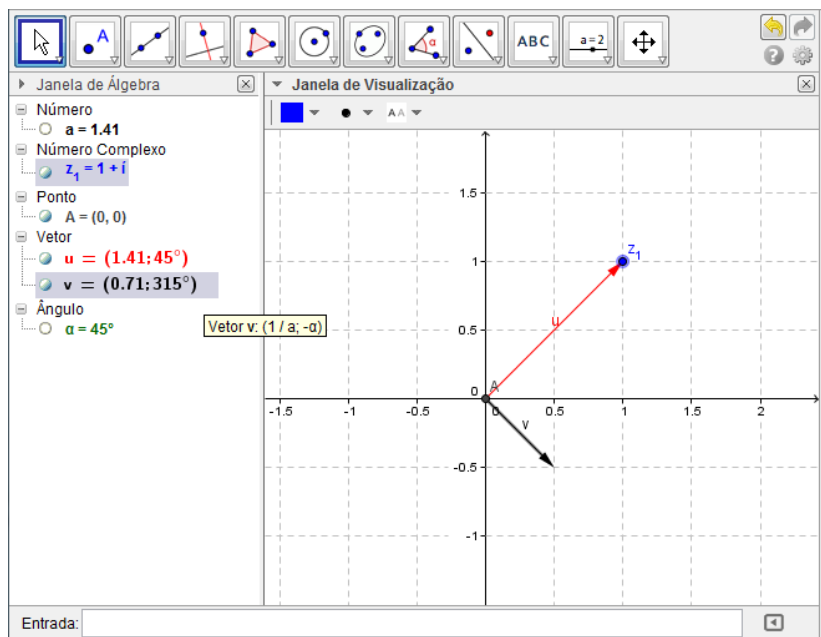 A
α
ABC
a=2
Janela de Álgebra
Janela de Visualização
Número
a = 1.41
Número Complexo
z1 = 1 + í
Ponto
A = (0, 0)
Vetor
u = (1.41; 45°)
v = (0.71; 315°)
Ângulo
α = 45°
Vetor v: (1 / a; -α)
AA
1.5
z1
1
u
0.5
0
A
-1.5
-1
-0.5
0
0.5
1
1.5
2
v
-0.5
-1
Entrada: